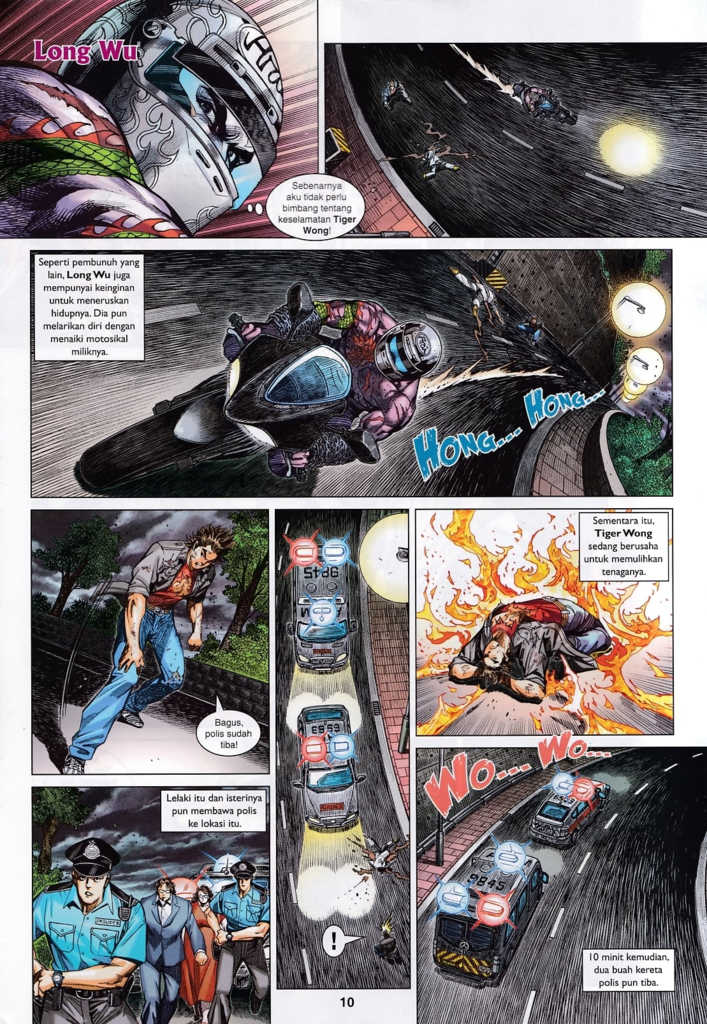 Long Wu
Sebenarnya
aku tidak perlu
bimbang tentang
keselamatan Tiger
Wong!
Seperti pembunuh yang
lain, Long Wu juga
mempunyai keinginan
untuk meneruskan
hidupnya. Dia pun
melarikan diri dengan
menaiki motosikal
miliknya.
HONG... HONG...
Sementara itu,
Tiger Wong
sedang berusaha
untuk memulihkan
tenaganya.
WO... WO...
10 minit kemudian,
dua buah kereta
polis pun tiba.
9845
9845
!
Bagus,
polis sudah
tiba!
Lelaki itu dan isterinya
pun membawa polis
ke lokasi itu.
10